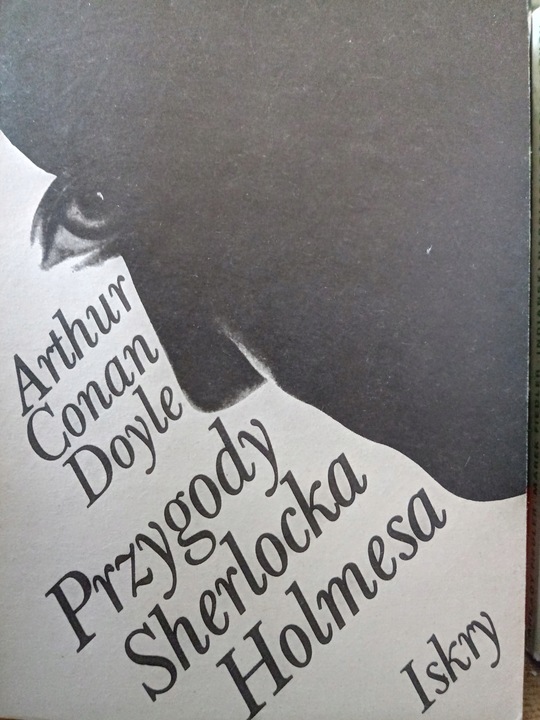 Arthur
Conan
Doyle
Przygody
Sherlocka
Holmesa
Iskry